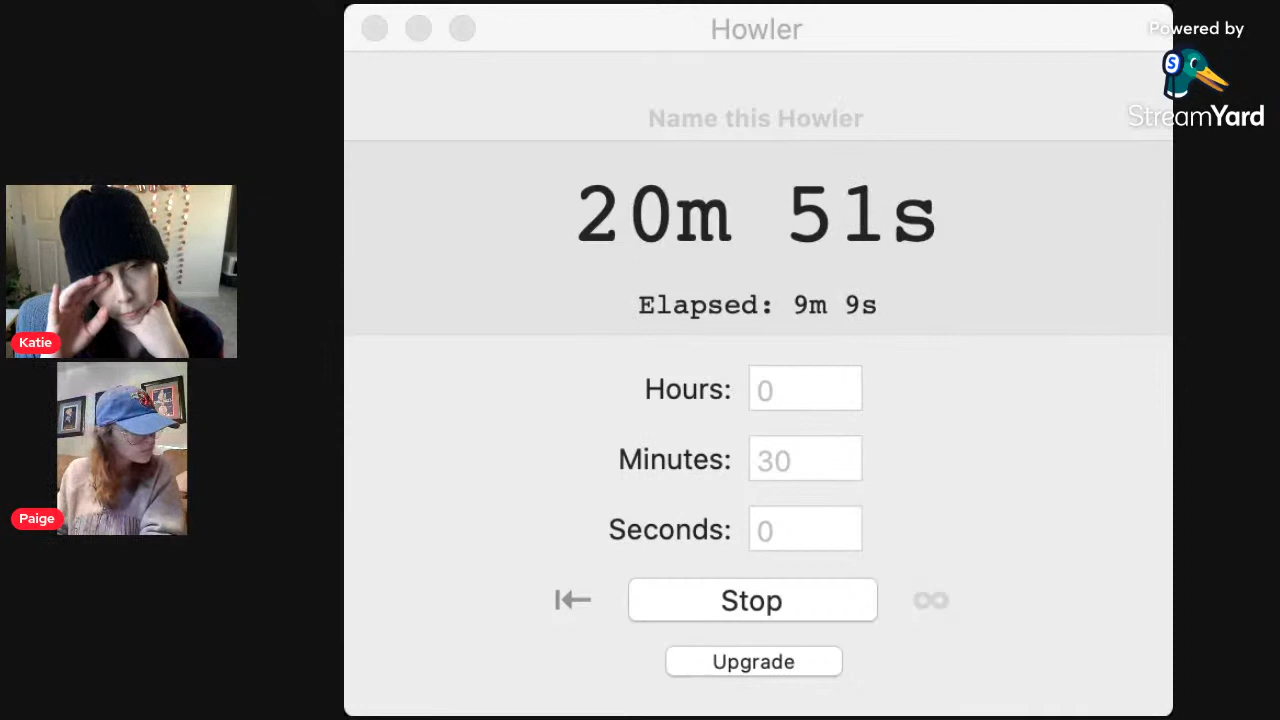 Howler
Powered by
StreamYard
Name this Howler
20m 51s
Elapsed: 9m 9s
Hours: 0
Minutes: 30
Seconds: 0
Stop
Upgrade
Katie
Paige